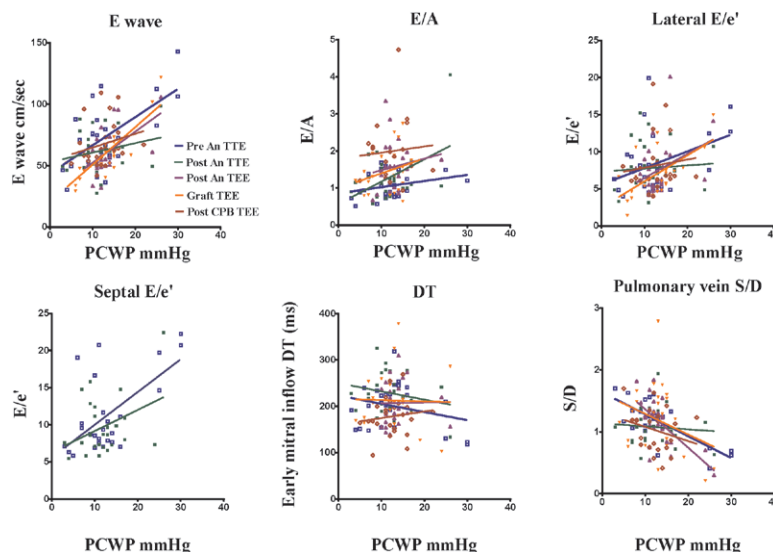 E wave
E wave cm/sec
150
100
50
0
0 10 20 30 40
PCWP mmHg
Pre An TTE
Post An TTE
Post An TEE
Graft TEE
Post CPB TEE
E/A
E/A
5
4
3
2
1
0
0 10 20 30 40
PCWP mmHg
Lateral E/e'
E/e'
25
20
15
10
5
0
0 10 20 30 40
PCWP mmHg
Septal E/e'
E/e'
25
20
15
10
5
0 10 20 30 40
PCWP mmHg
DT
Early mitral inflow DT (ms)
400
300
200
100
0
0 10 20 30 40
PCWP mmHg
Pulmonary vein S/D
S/D
3
2
1
0
0 10 20 30 40
PCWP mmHg